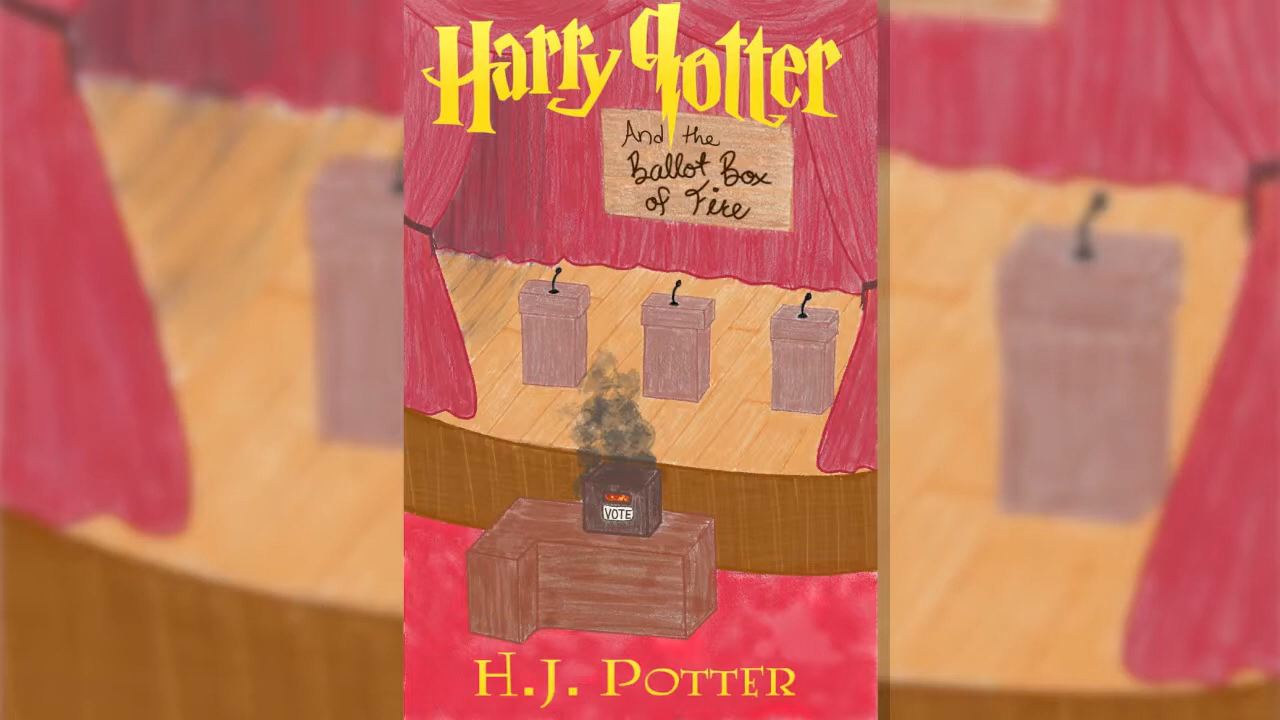 Harry Potter
And the
Ballot Box
of Fire
VOTE
H.J. POTTER